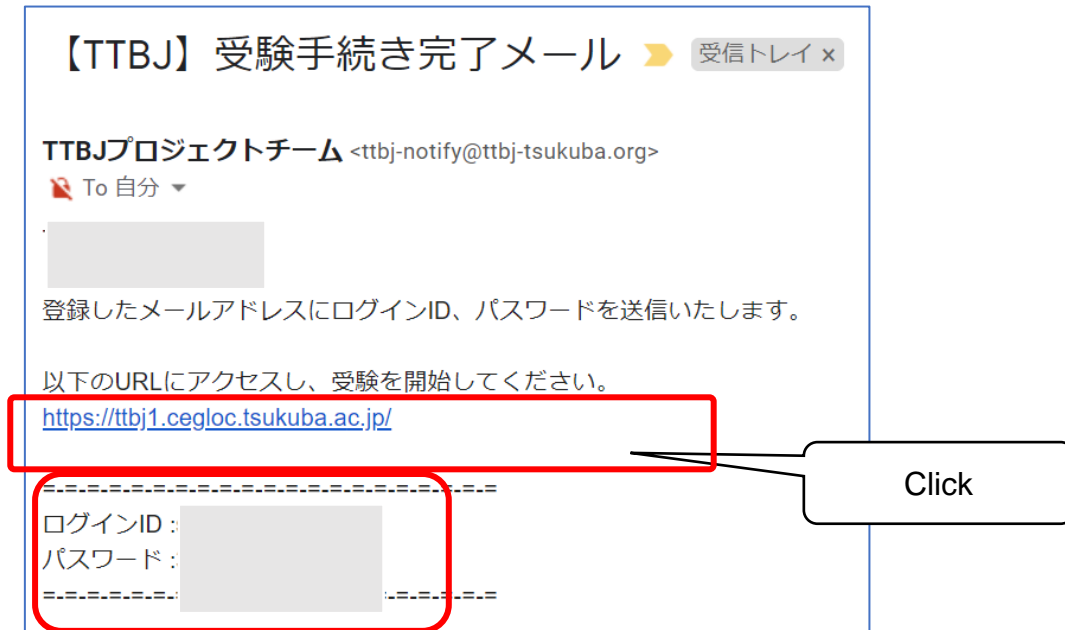 【TTBJ】受験手続き完了メール 受信トレイ ×
TTBJプロジェクトチーム <ttbj-notify@ttbj-tsukuba.org>
To 自分
登録したメールアドレスにログインID、パスワードを送信いたします。
以下のURLにアクセスし、受験を開始してください。
https://ttbj1.cegloc.tsukuba.ac.jp/
Click
=-=-=-=-=-=-=-=-=-=-=-=-=-=-=-=-=-=-=-=-=
ログインID :
パスワード :
=-=-=-=-=-=- -=-=-=-=-=